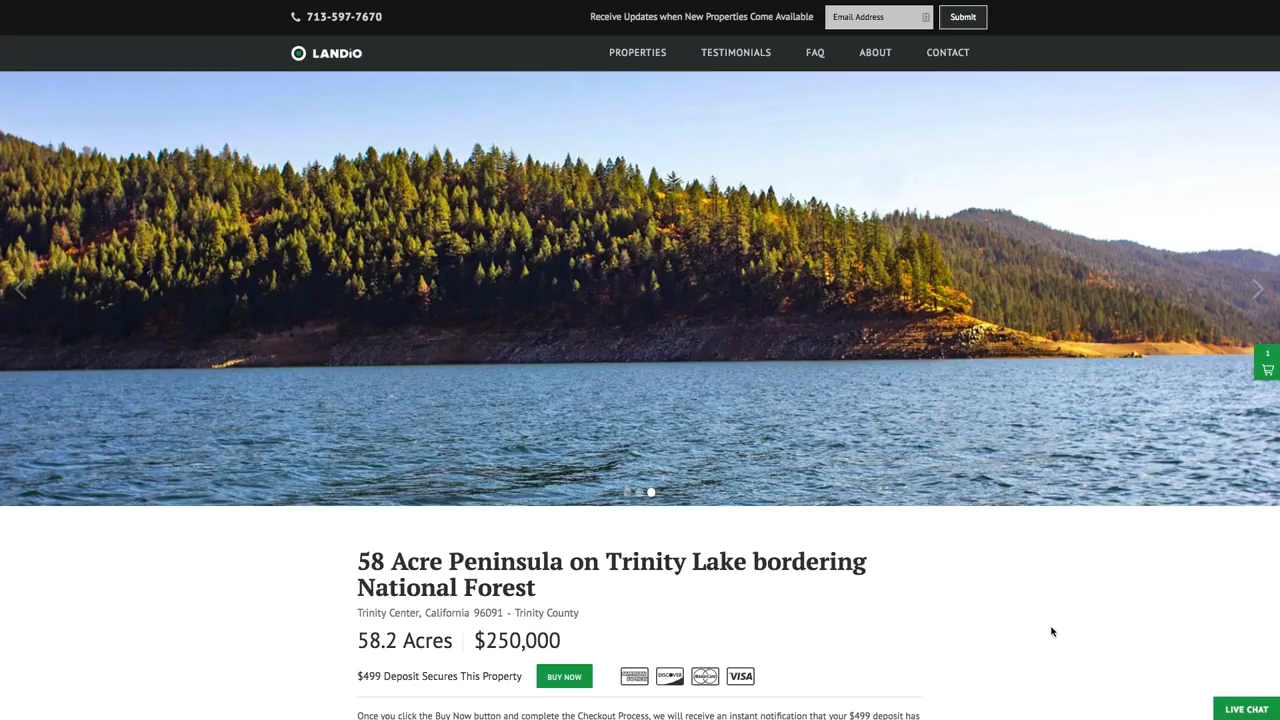 713-597-7670
Receive Updates when New Properties Come Available
Email Address
Submit
LANDiO
PROPERTIES
TESTIMONIALS
FAQ
ABOUT
CONTACT
1
58 Acre Peninsula on Trinity Lake bordering
National Forest
Trinity Center, California 96091 - Trinity County
58.2 Acres
$250,000
$499 Deposit Secures This Property
BUY NOW
DISCOVER
VISA
Once you click the Buy Now button and complete the Checkout Process, we will receive an instant notification that your $499 deposit has
LIVE CHAT